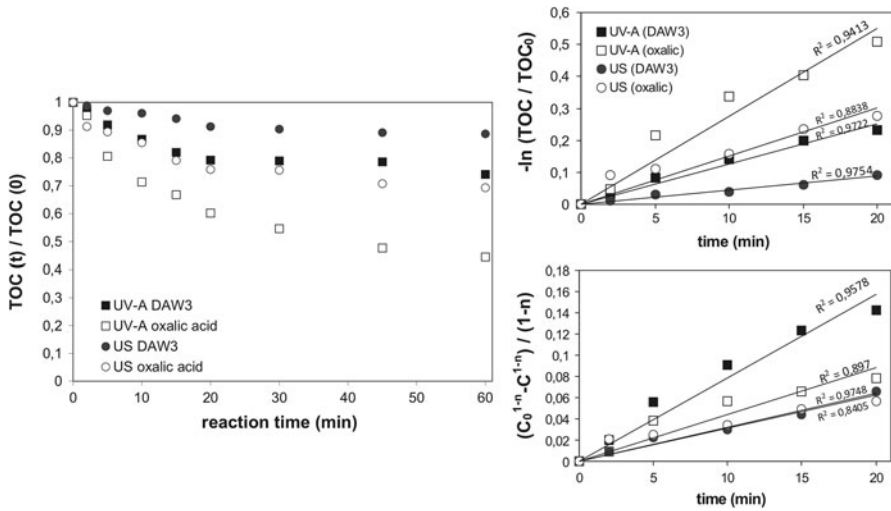 TOC (t) / TOC (0)
1
0,9
0,8
0,7
0,6
0,5
0,4
0,3
0,2
0,1
0
UV-A DAW3
UV-A oxalic acid
US DAW3
US oxalic acid
0 10 20 30 40 50 60
reaction time (min)
-ln (TOC / TOC₀)
0,6
0,5
0,4
0,3
0,2
0,1
0
UV-A (DAW3)
UV-A (oxalic)
US (DAW3)
US (oxalic)
R² = 0,9413
R² = 0,8838
R² = 0,9722
R² = 0,9754
0 5 10 15 20
time (min)
(C₀¹⁻ⁿ-C¹⁻ⁿ) / (1-n)
0,16
0,14
0,12
0,1
0,08
0,06
0,04
0,02
0
R² = 0,9578
R² = 0,897
R² = 0,9748
R² = 0,8405
0 5 10 15 20
time (min)